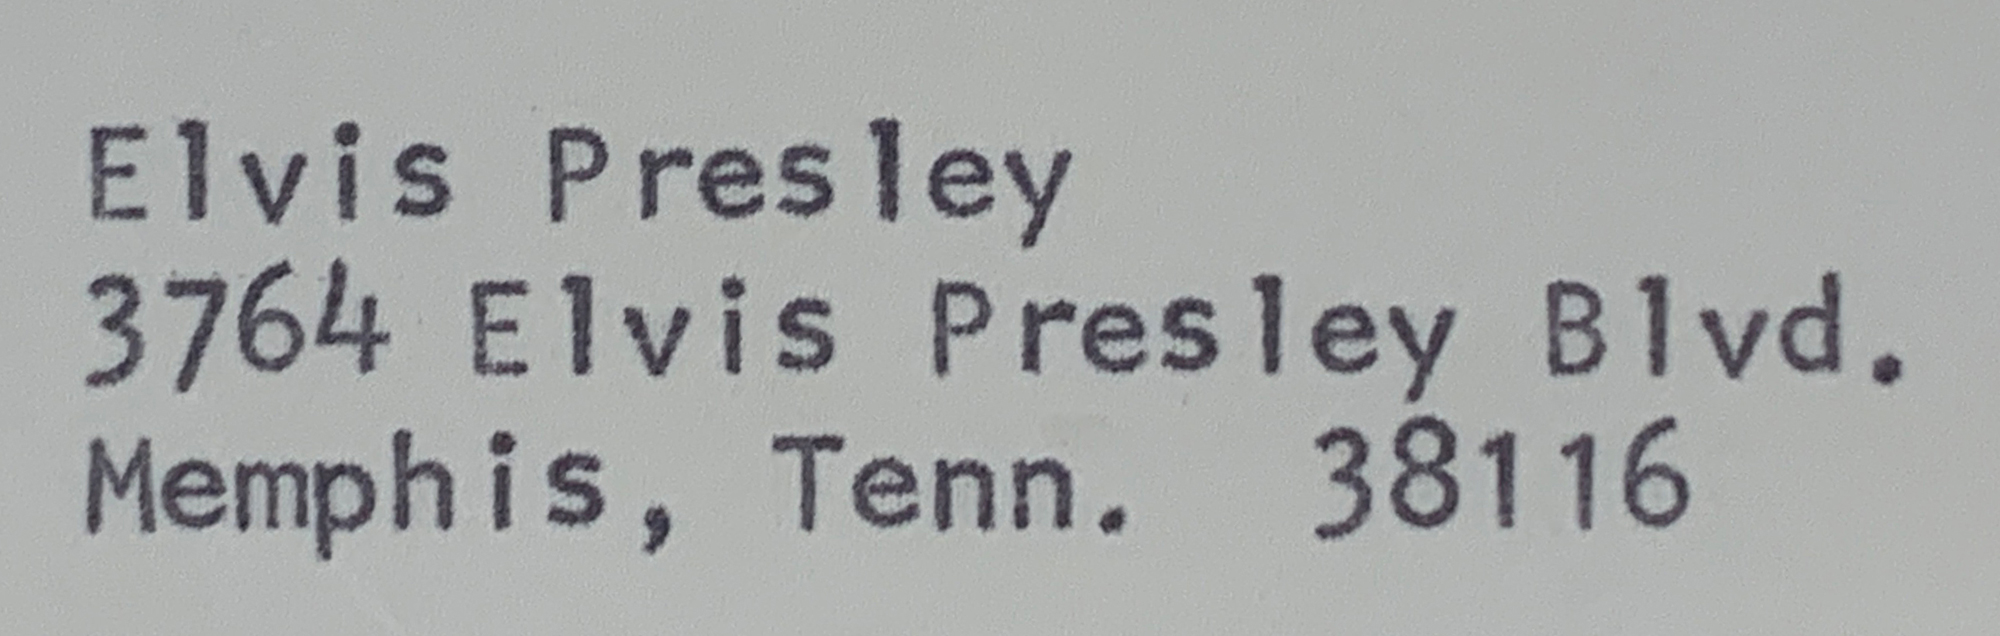 Elvis Presley
3764 Elvis Presley Blvd.
Memphis, Tenn.  38116